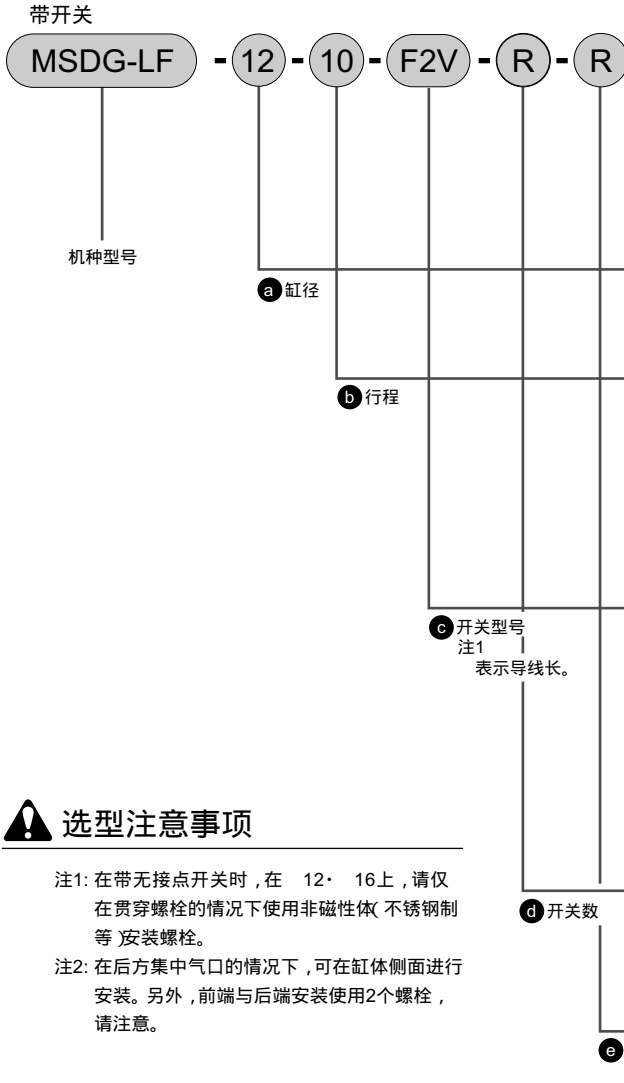 带开关
MSDG-LF - 12 - 10 - F2V - R - R
机种型号
a 缸径
b 行程
c 开关型号
注1
表示导线长。
选型注意事项
注1: 在带无接点开关时 ,在 12· 16上 ,请仅
在贯穿螺栓的情况下使用非磁性体( 不锈钢制
等 )安装螺栓。
d 开关数
注2: 在后方集中气口的情况下 ,可在缸体侧面进行
安装。另外 ,前端与后端安装使用2个螺栓 ,
请注意。
e